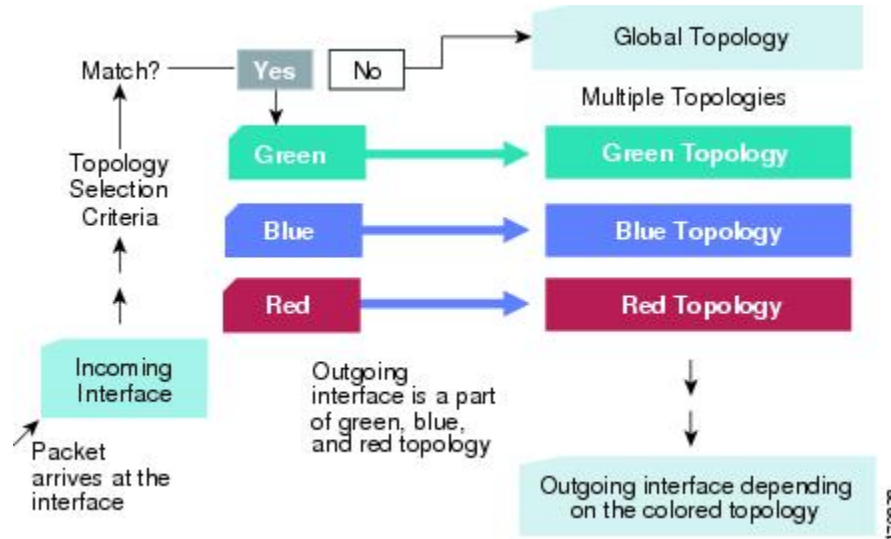 Global Topology
Match?
Yes
No
Multiple Topologies
Green
Green Topology
Topology
Selection
Criteria
Blue
Blue Topology
Red
Red Topology
Incoming
Interface
Outgoing
interface is a part
of green, blue,
and red topology
Packet
arrives at the
interface
Outgoing interface depending
on the colored topology